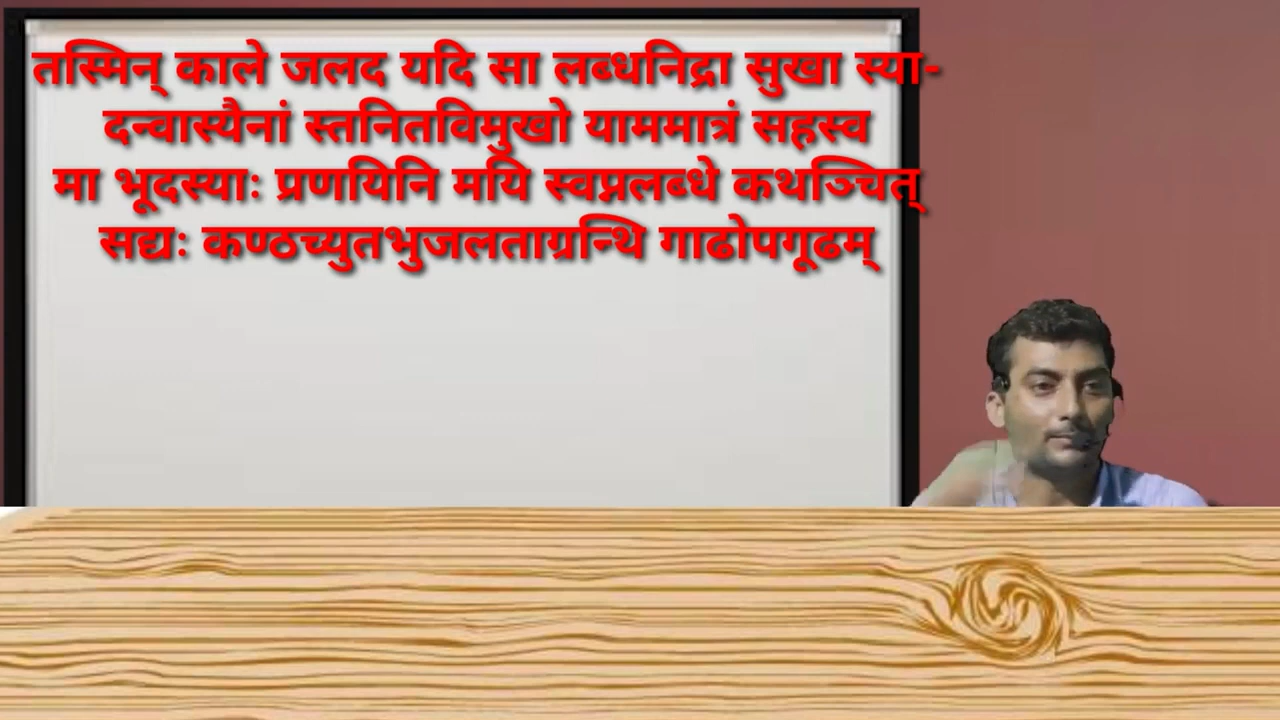 तस्मिन् काले जलद यदि सा लब्धनिद्रा सुखा स्या-
दन्वास्यैनां स्तनितविमुखो याममात्रं सहस्व
मा भूदस्याः प्रणयिनि मयि स्वप्नलब्धे कथञ्चित्
सद्यः कण्ठच्युतभुजलताग्रन्थि गाढोपगूढम्